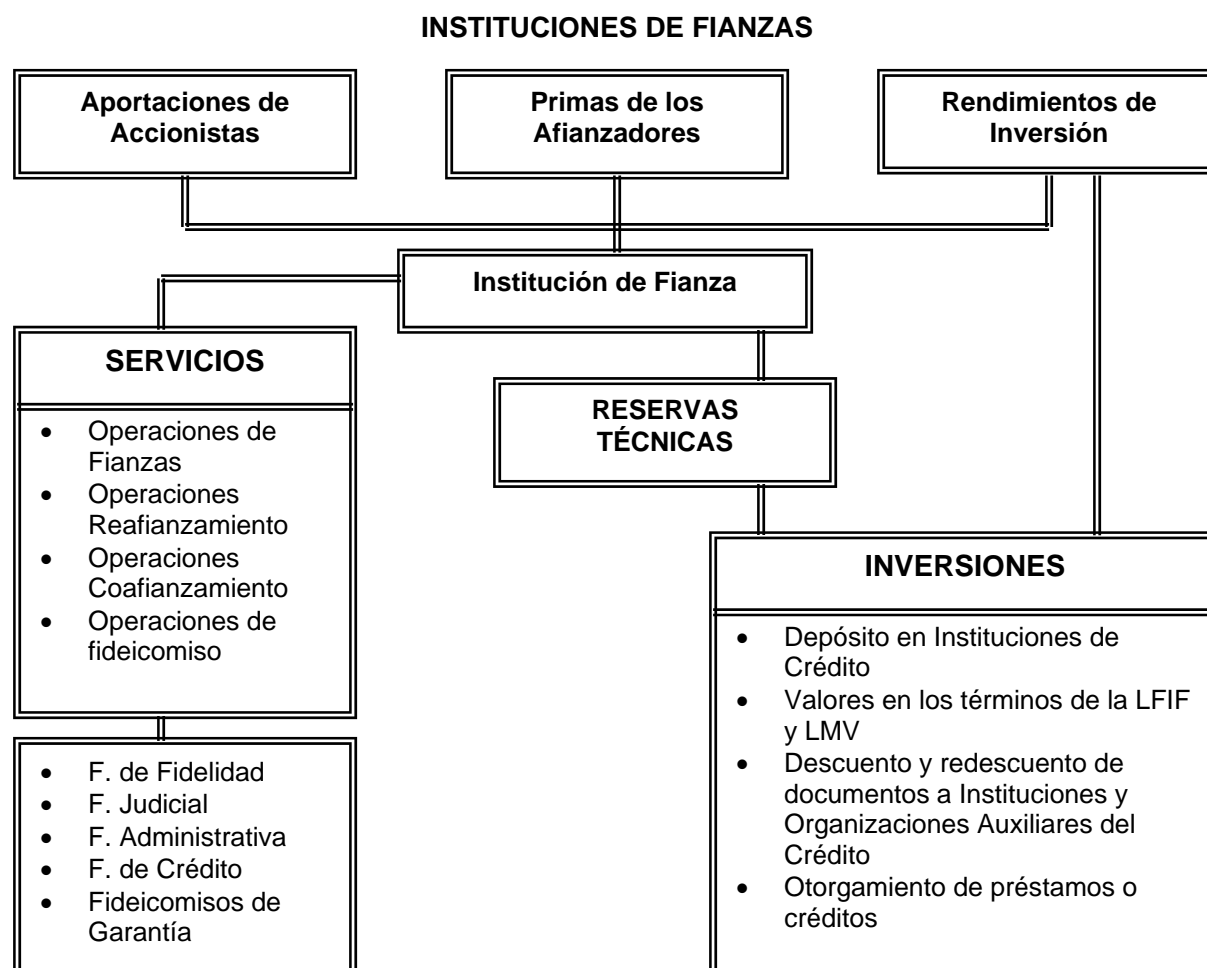 INSTITUCIONES DE FIANZAS
Aportaciones de
Accionistas
Primas de los
Afianzadores
Rendimientos de
Inversión
Institución de Fianza
SERVICIOS
• Operaciones de
Fianzas
• Operaciones
Reafianzamiento
• Operaciones
Coafianzamiento
• Operaciones de
fideicomiso
RESERVAS
TÉCNICAS
INVERSIONES
• Depósito en Instituciones de
Crédito
• Valores en los términos de la LFIF
y LMV
• Descuento y redescuento de
documentos a Instituciones y
Organizaciones Auxiliares del
Crédito
• Otorgamiento de préstamos o
créditos
• F. de Fidelidad
• F. Judicial
• F. Administrativa
• F. de Crédito
• Fideicomisos de
Garantía